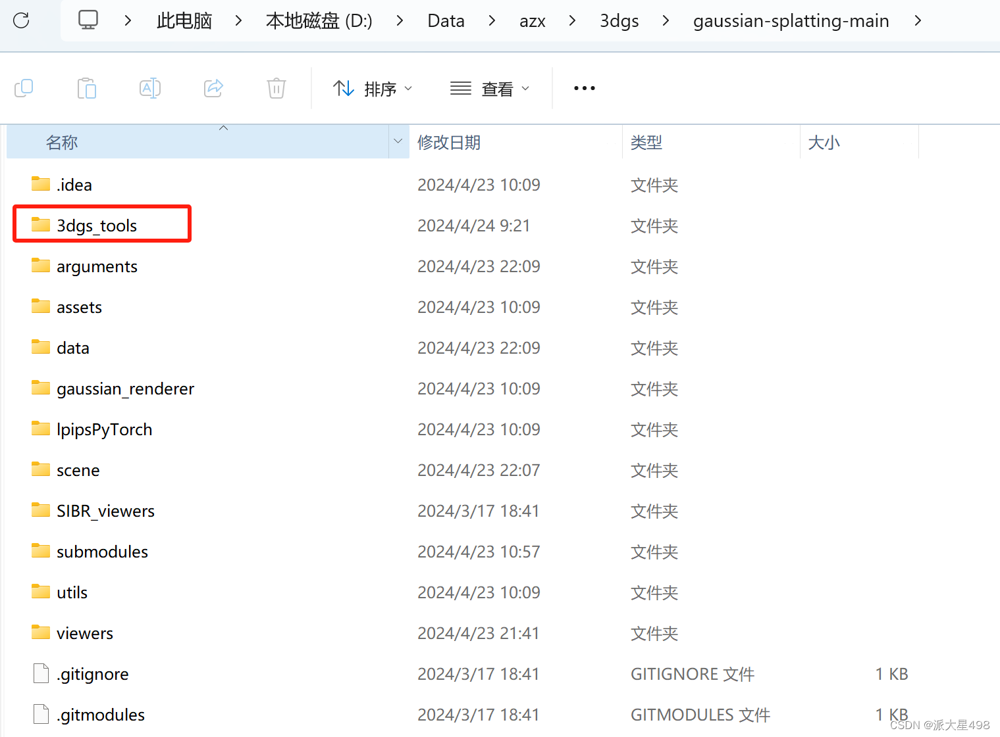 此电脑 > 本地磁盘 (D:) > Data > azx > 3dgs > gaussian-splatting-main >
排序 查看
名称 修改日期 类型 大小
.idea 2024/4/23 10:09 文件夹
3dgs_tools 2024/4/24 9:21 文件夹
arguments 2024/4/23 22:09 文件夹
assets 2024/4/23 10:09 文件夹
data 2024/4/23 22:09 文件夹
gaussian_renderer 2024/4/23 10:09 文件夹
lpipsPyTorch 2024/4/23 10:09 文件夹
scene 2024/4/23 22:07 文件夹
SIBR_viewers 2024/3/17 18:41 文件夹
submodules 2024/4/23 10:57 文件夹
utils 2024/4/23 10:09 文件夹
viewers 2024/4/23 21:41 文件夹
.gitignore 2024/3/17 18:41 GITIGNORE 文件 1 KB
.gitmodules 2024/3/17 18:41 GITMODULES 文件 1 KB
CSDN @派大星498